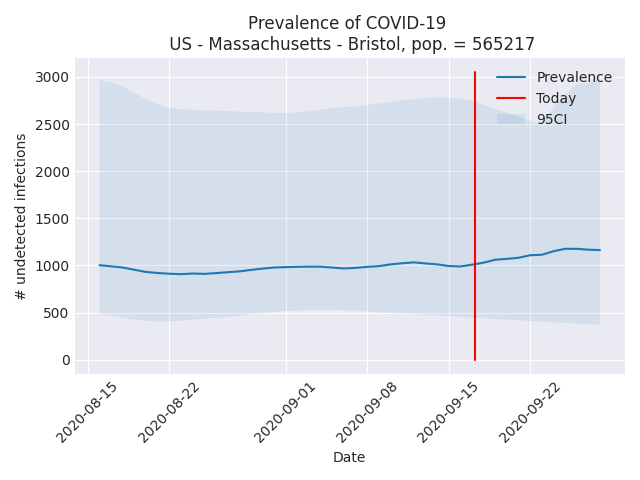 Prevalence of COVID-19
US - Massachusetts - Bristol, pop. = 565217
3000
2500
2000
1500
1000
500
0
# undetected infections
Prevalence
Today
95CI
2020-08-15
2020-08-22
2020-09-01
2020-09-08
2020-09-15
2020-09-22
Date